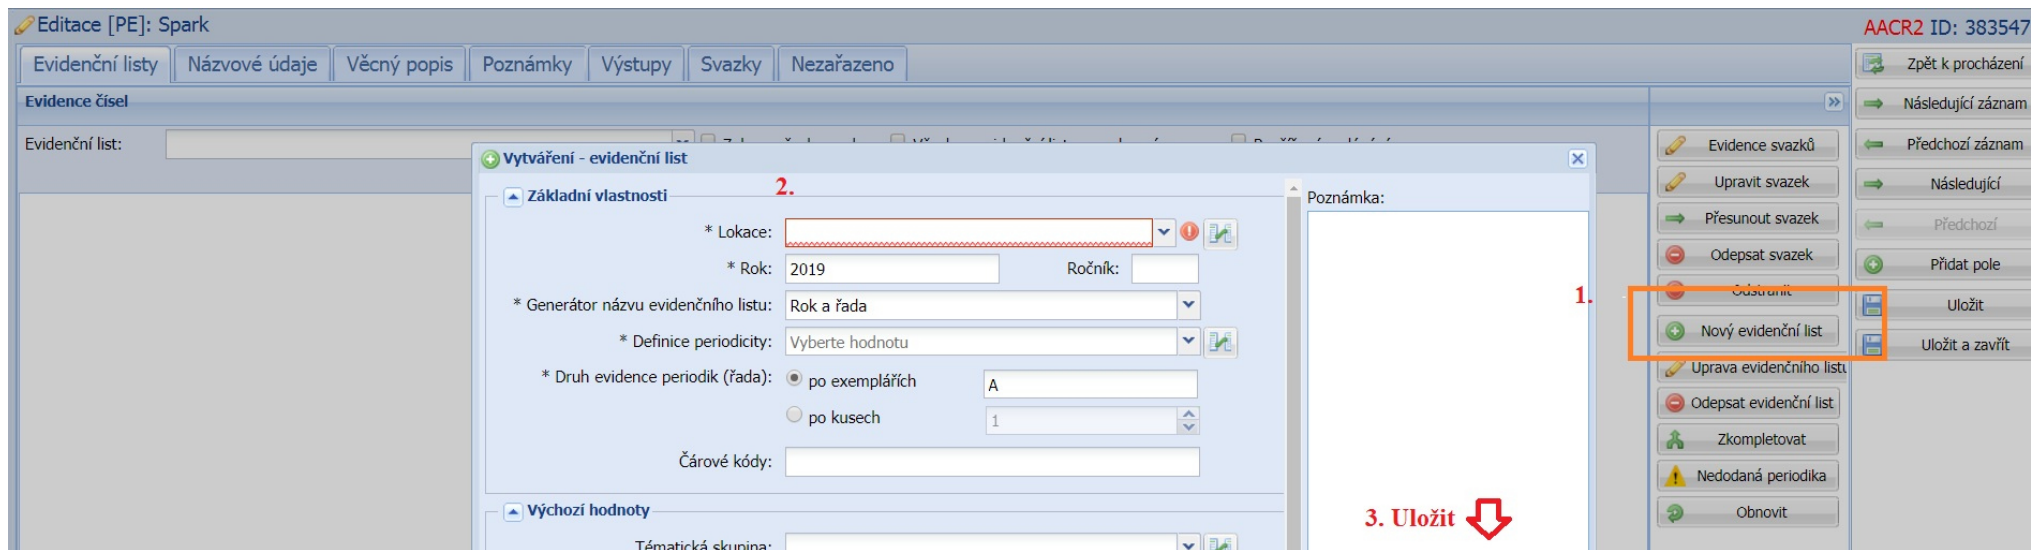 Editace [PE]: Spark
AACR2 ID: 383547
Evidenční listy Názvové údaje Věcný popis Poznámky Výstupy Svazky Nezařazeno
Zpět k procházení
Evidence čísel
Následující záznam
Evidenční list:
Evidence svazků
Předchozí záznam
Vytváření - evidenční list
Upravit svazek
Následující
2.
Základní vlastnosti
Poznámka:
* Lokace:
Přesunout svazek
Předchozí
* Rok: 2019 Ročník:
Odepsat svazek
Přidat pole
1.
Odstranit
* Generátor názvu evidenčního listu: Rok a řada
Uložit
Nový evidenční list
* Definice periodicity: Vyberte hodnotu
Uložit a zavřít
Úprava evidenčního listu
* Druh evidence periodik (řada): po exemplářích A
Odepsat evidenční list
po kusech 1
Zkompletovat
Čárové kódy:
Nedodaná periodika
Výchozí hodnoty
3. Uložit
Obnovit
Tématická skupina: